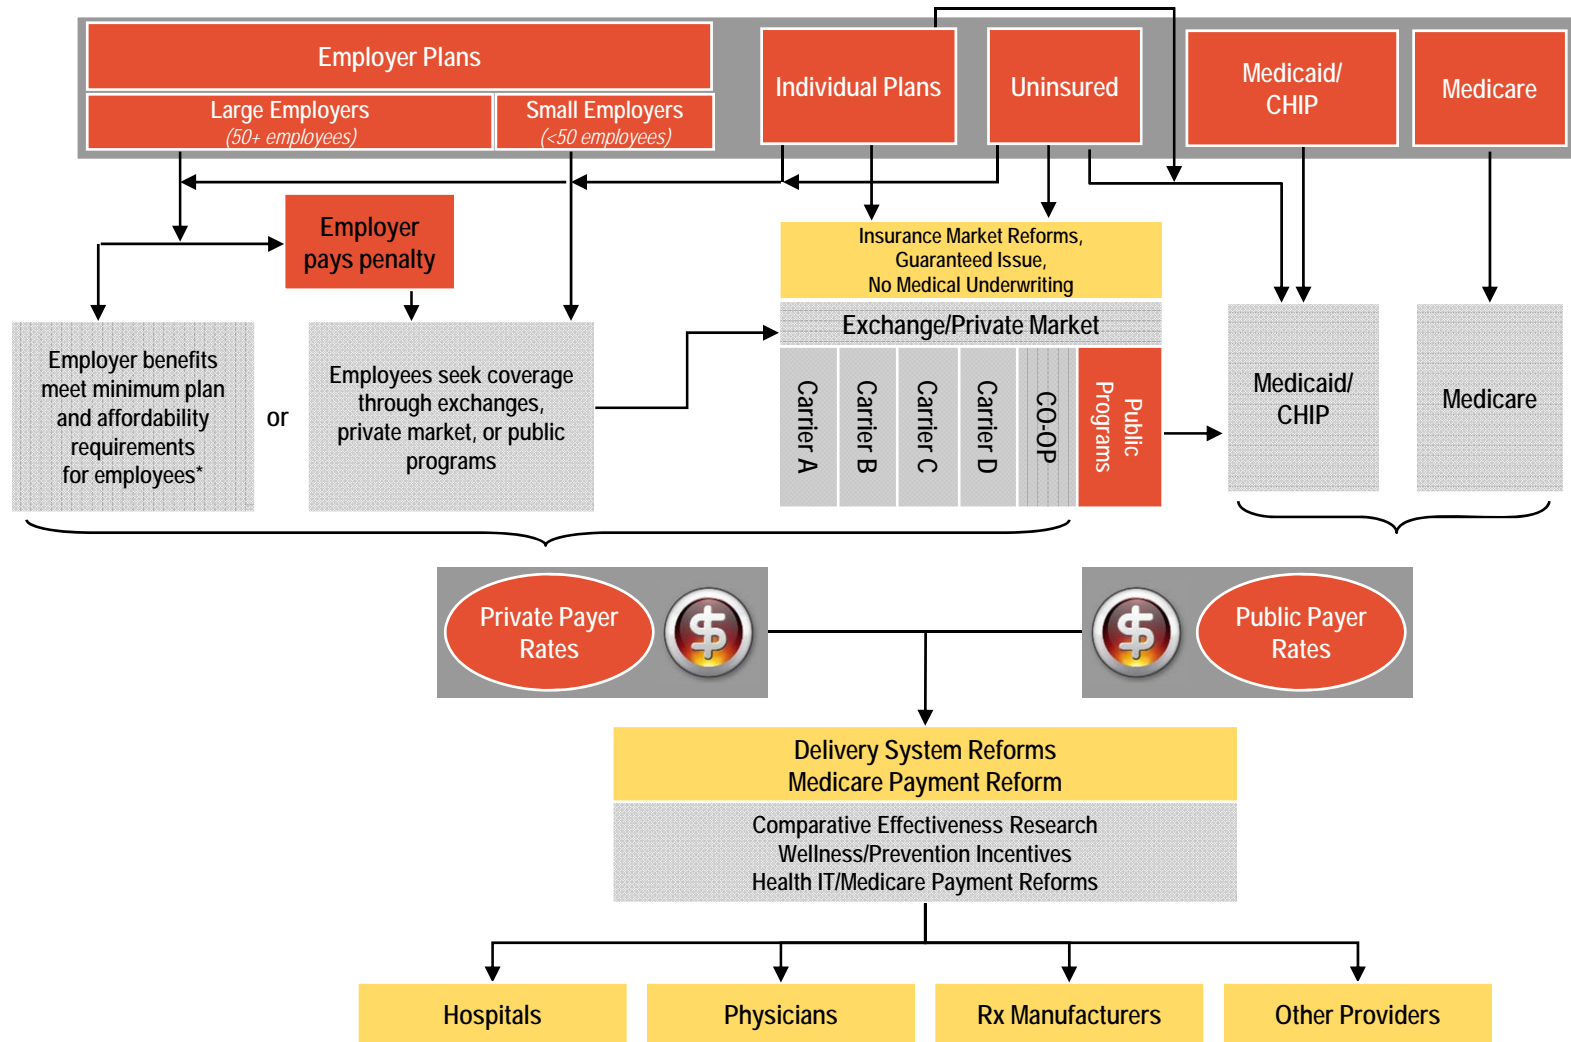 Employer Plans
Large Employers
(50+ employees)
Small Employers
(<50 employees)
Individual Plans
Uninsured
Medicaid/
CHIP
Medicare
Employer
pays penalty
Insurance Market Reforms,
Guaranteed Issue,
No Medical Underwriting
Exchange/Private Market
Employer benefits
meet minimum plan
and affordability
requirements
for employees*
or
Employees seek coverage
through exchanges,
private market, or public
programs
Carrier A
Carrier B
Carrier C
Carrier D
CO-OP
Public
Programs
Medicaid/
CHIP
Medicare
Private Payer
Rates
$
$
Public Payer
Rates
Delivery System Reforms
Medicare Payment Reform
Comparative Effectiveness Research
Wellness/Prevention Incentives
Health IT/Medicare Payment Reforms
Hospitals
Physicians
Rx Manufacturers
Other Providers